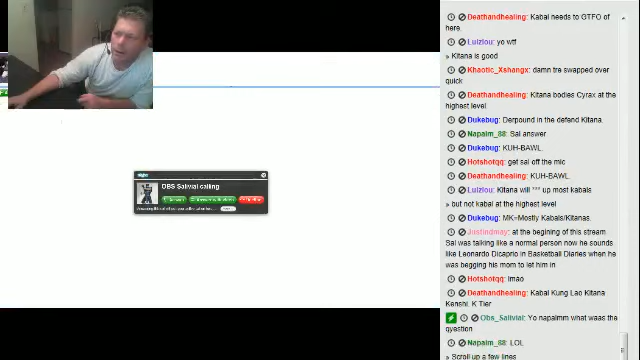 OBS Salivial calling
Answer
Deathandhealing: Kabal needs to GTFO of
here.
Luizlou: yo wtf
» Kitana is good
Khaotic_Xshangx: damn tre swapped over
quick
Deathandhealing: Kitana bodies Cyrax at the
highest level
Dukebug: Derpound in the defend Kitana.
Napalm_88: Sal answer
Dukebug: KUH-BAWL.
Hotshotqq: get sal off the mic
Deathandhealing: KUH-BAWL.
Luizlou: Kitana will *** up most kabals
» but not kabal at the highest level
Dukebug: MK=Mostly Kabals/Kitanas.
Justindmay: at the begining of this stream
Sal was talking like a normal person now he sounds
like Leonardo Dicaprio in Basketball Diaries when he
was begging his mom to let him in
Hotshotqq: lmao
Deathandhealing: Kabal Kung Lao Kitana
Kenshi. K Tier
Obs_Salivial: Yo napalmm what waas the
qyestion
Napalm_88: LOL
» Scroll up a few lines